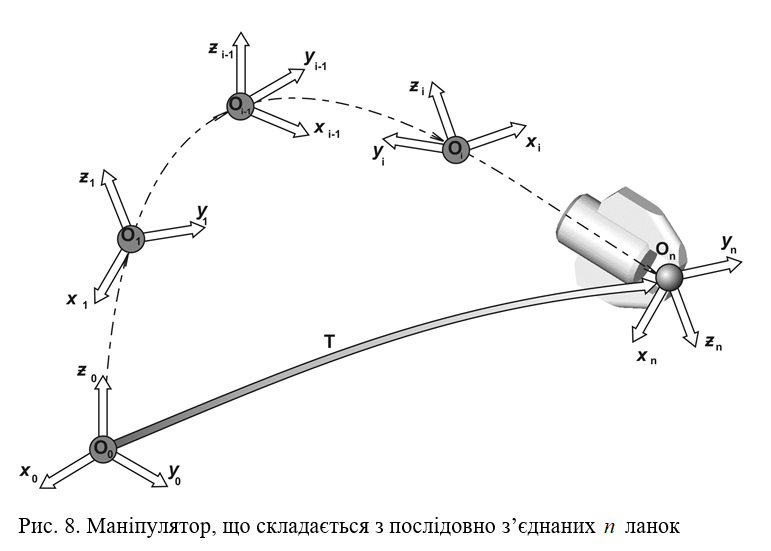 z i-1
y i-1
O i-1
x i-1
z i
x i
y i
O i
z 1
y 1
O 1
x 1
O n
y n
x n
z n
T
z 0
O 0
x 0
y 0
Рис. 8. Маніпулятор, що складається з послідовно з’єднаних n ланок